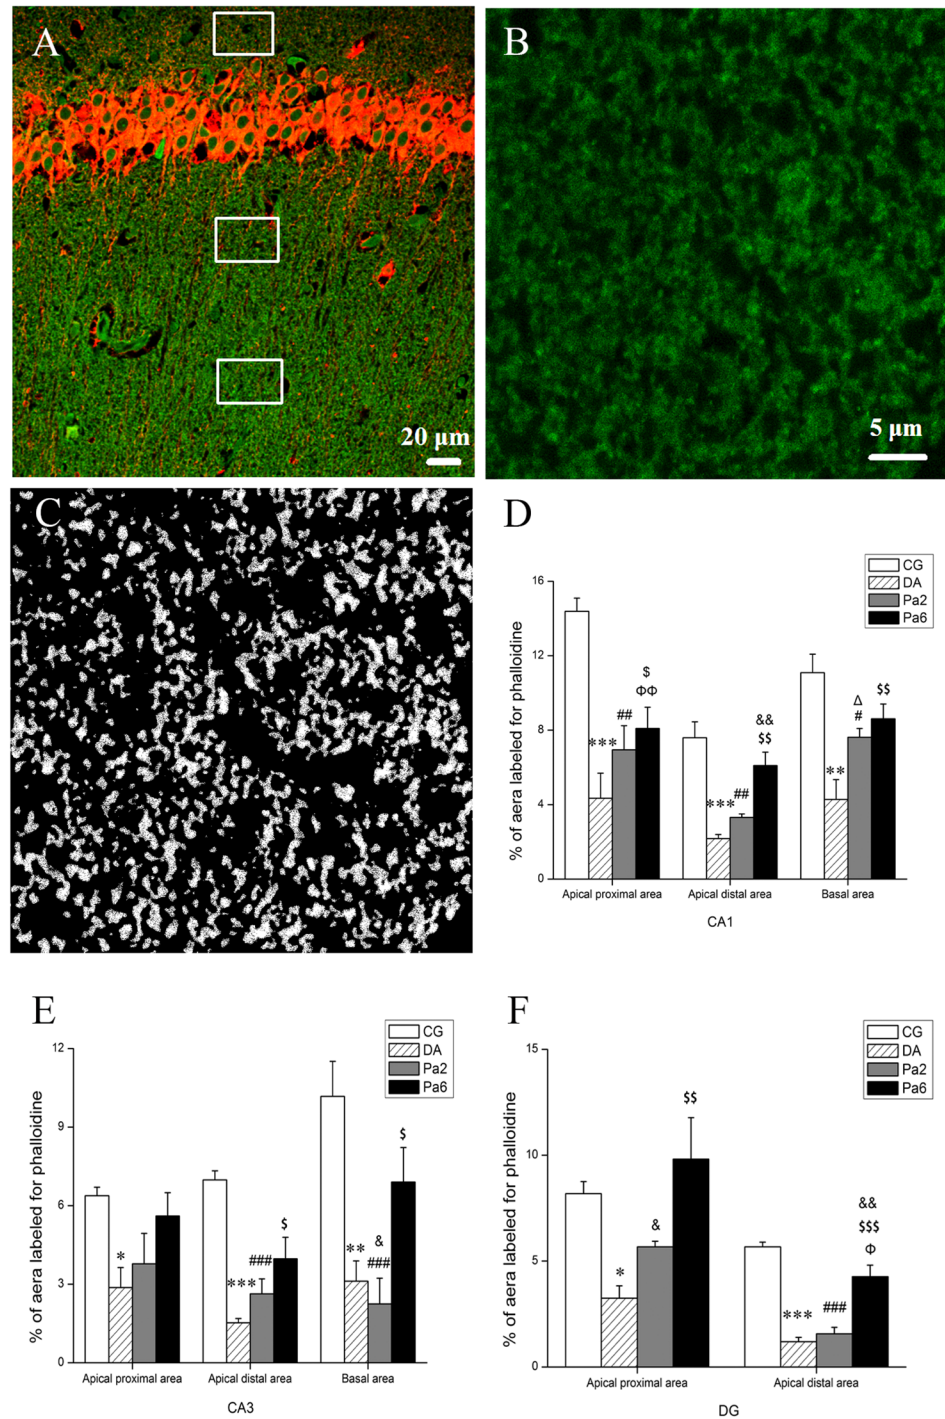 A
20 µm
B
5 µm
C
D
CG
DA
Pa2
Pa6
% of aera labeled for phalloidine
16
12
8
4
0
***
##
$
ΦΦ
***
##
&&
$$
**
Δ
#
$$
Apical proximal area
Apical distal area
Basal area
CA1
E
CG
DA
Pa2
Pa6
% of aera labeled for phalloidine
12
9
6
3
0
*
***
###
$
**
&
###
$
Apical proximal area
Apical distal area
Basal area
CA3
F
CG
DA
Pa2
Pa6
% of aera labeled for phalloidine
15
10
5
0
*
&
$$
***
###
&&
$$$
Φ
Apical proximal area
Apical distal area
DG